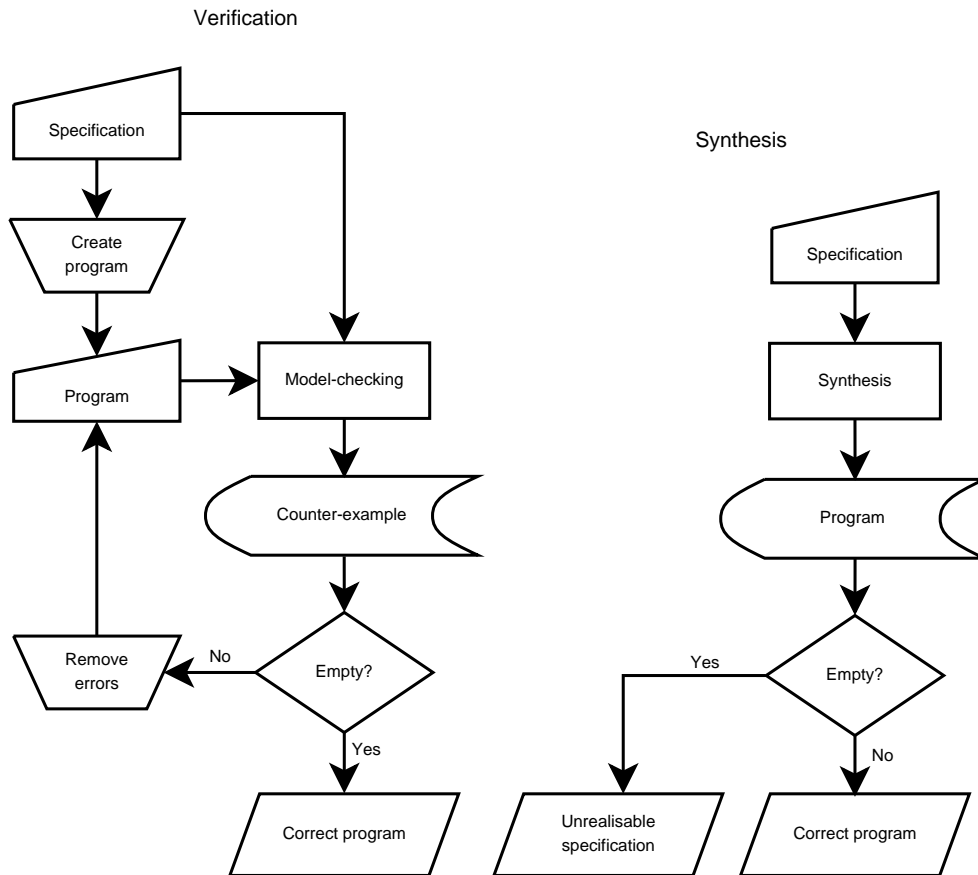 Verification
Specification
Create
program
Program
Model-checking
Counter-example
Empty?
No
Remove
errors
Yes
Correct program
Synthesis
Specification
Synthesis
Program
Empty?
Yes
No
Unrealisable
specification
Correct program